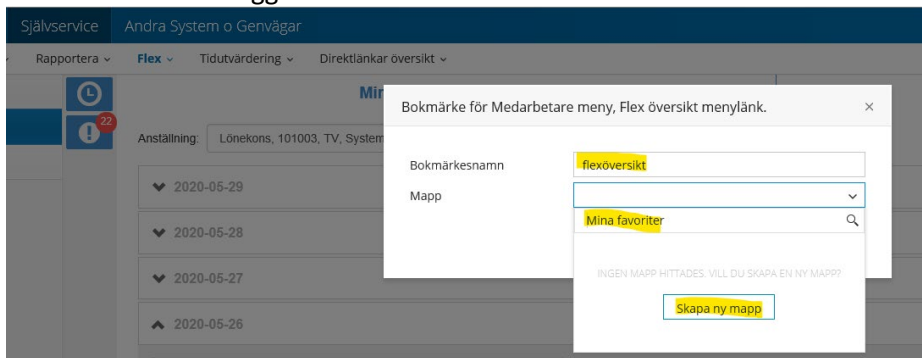 Självservice Andra System o Genvägar
Rapportera Flex Tidutvärdering Direktlänkar översikt
22
Anställning: Lönekons, 101003, TV, System
2020-05-29
2020-05-28
2020-05-27
2020-05-26
Bokmärke för Medarbetare meny, Flex översikt menylänk. ×
Bokmärkesnamn flexöversikt
Mapp
Mina favoriter
INGEN MAPP HITTADES. VILL DU SKAPA EN NY MAPP?
Skapa ny mapp